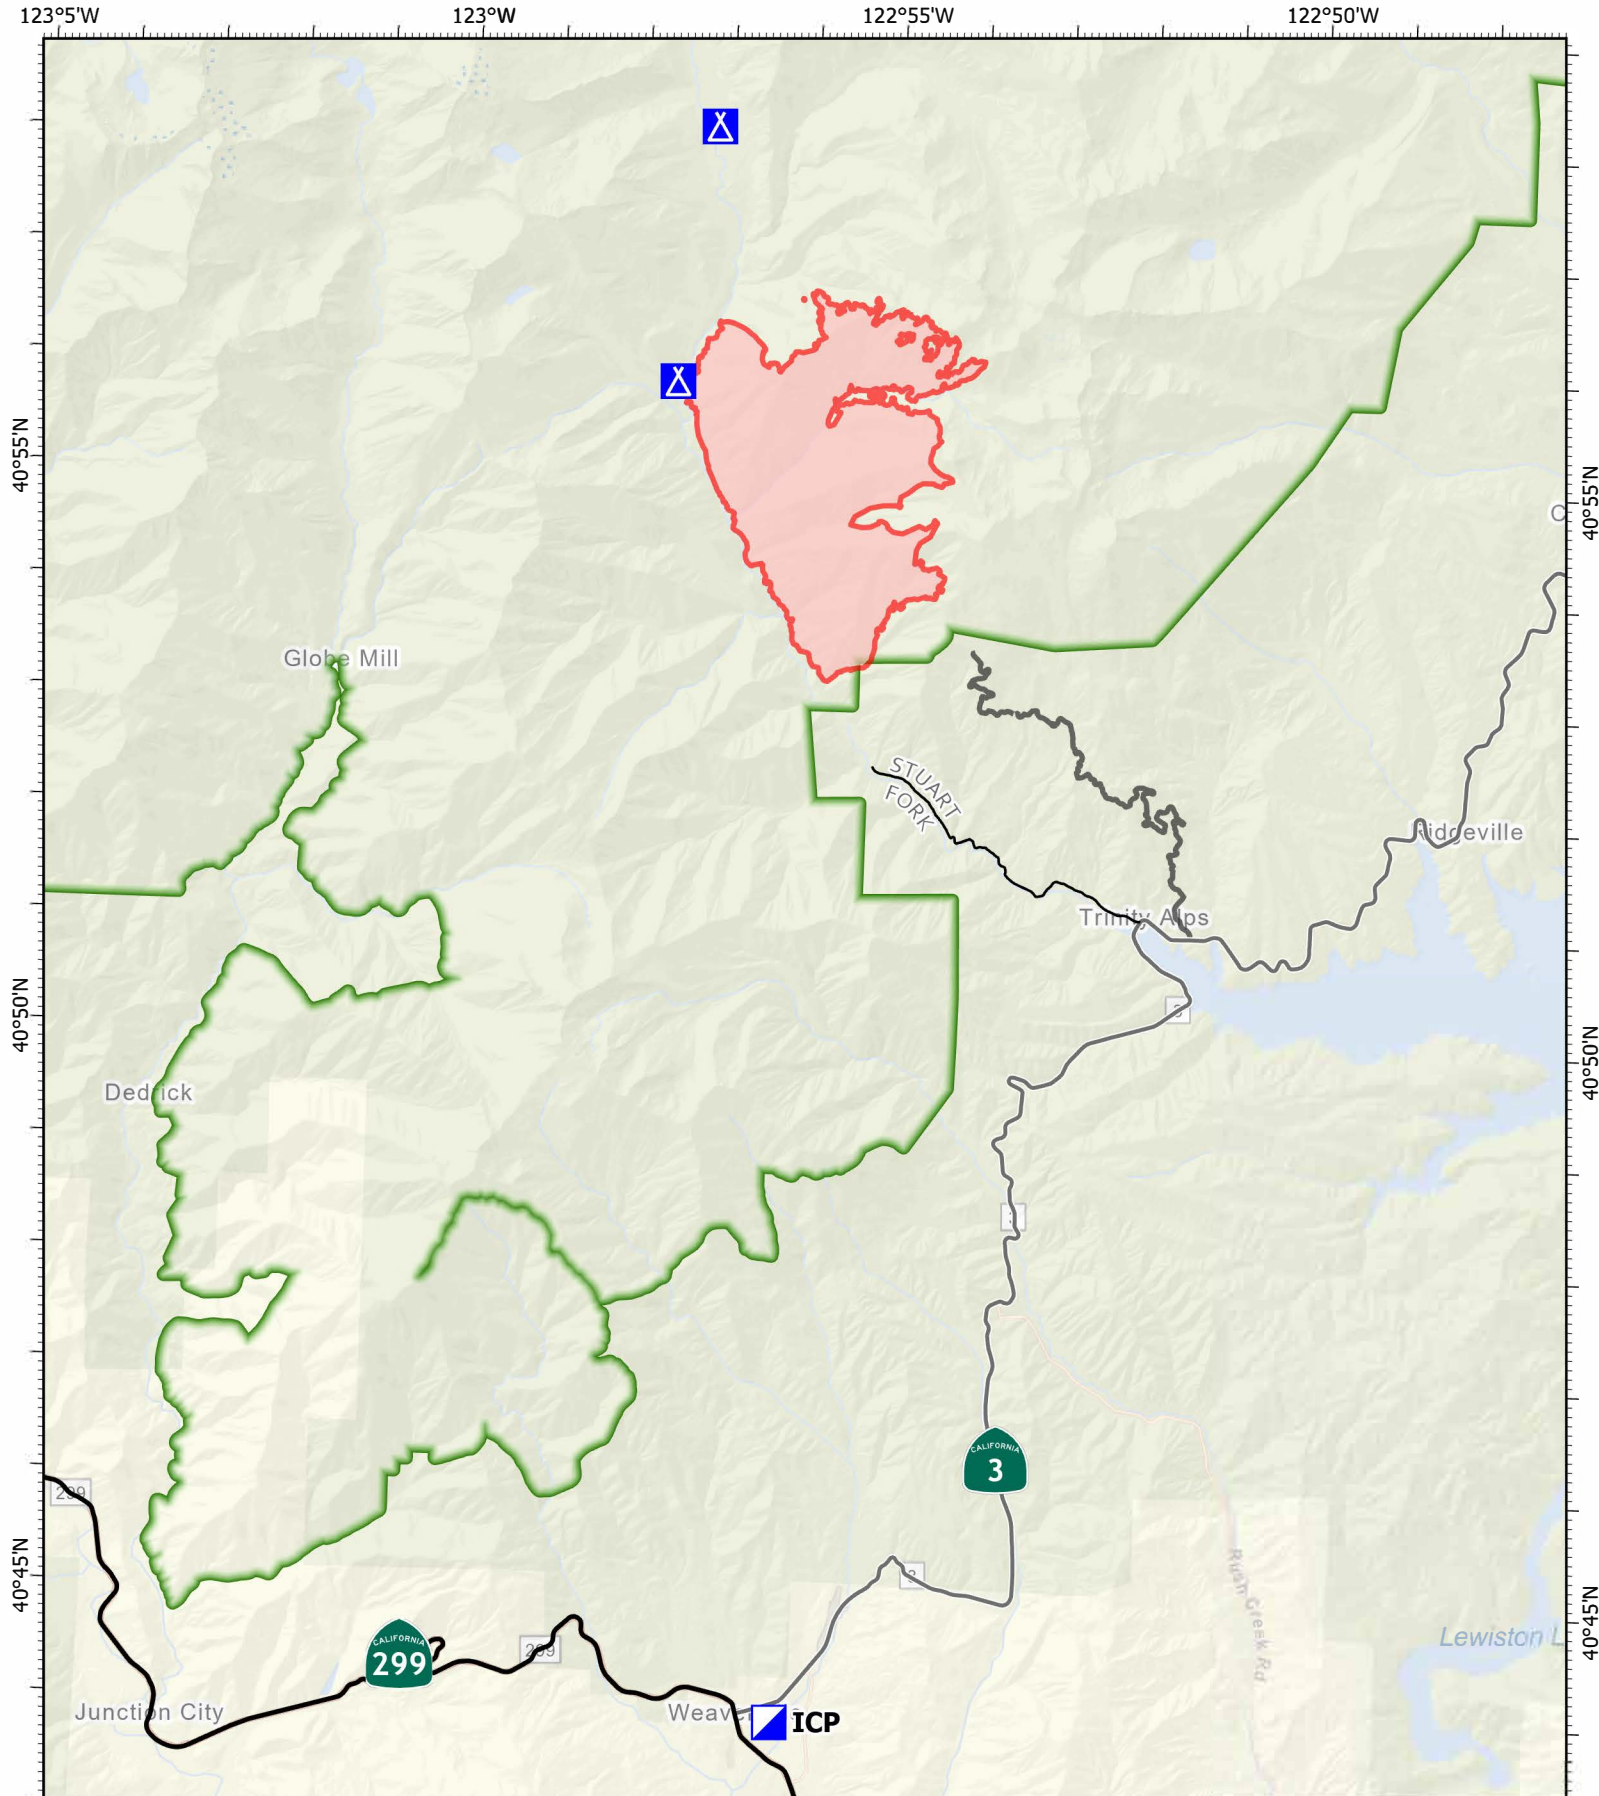 123°5'W
123°W
122°55'W
122°50'W
40°55'N
40°55'N
C
Globe Mill
STUART
FORK
Ridgeville
Trinity Alps
40°50'N
3
40°50'N
Dedrick
CALIFORNIA
3
299
40°45'N
3
40°45'N
Rush Creek Rd
CALIFORNIA
299
299
Lewiston L
Junction City
Weave
ICP